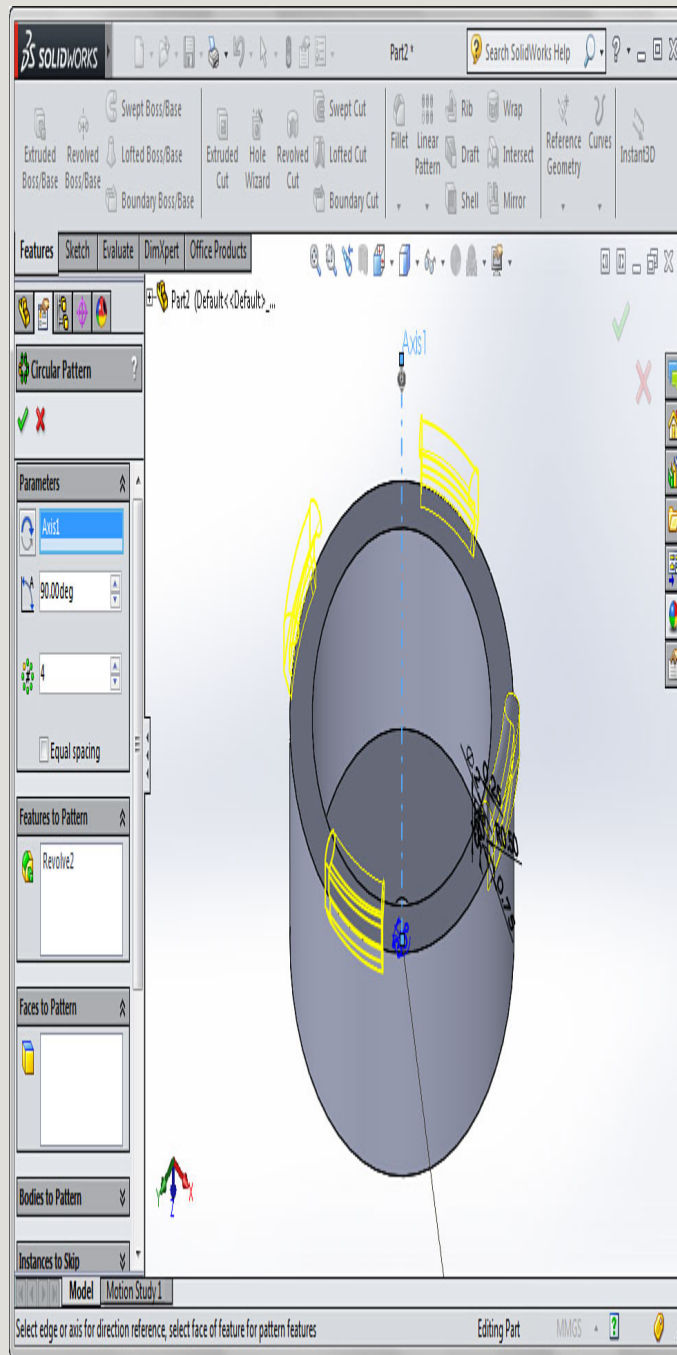 SOLIDWORKS
Part2 *
Search SolidWorks Help
?
Extruded Boss/Base
Revolved Boss/Base
Swept Boss/Base
Lofted Boss/Base
Boundary Boss/Base
Extruded Cut
Hole Wizard
Revolved Cut
Swept Cut
Lofted Cut
Boundary Cut
Fillet
Linear Pattern
Rib
Draft
Shell
Wrap
Intersect
Mirror
Reference Geometry
Curves
Instant3D
Features Sketch Evaluate DimXpert Office Products
Part2 (Default<<Default>_...
Circular Pattern
?
Axis1
Parameters
Axis1
90.00deg
4
Equal spacing
Features to Pattern
Revolve2
Faces to Pattern
Bodies to Pattern
Instances to Skip
0.25
0.75
Y
X
Z
Model Motion Study 1
Select edge or axis for direction reference, select face of feature for pattern features
Editing Part
MMGS
?